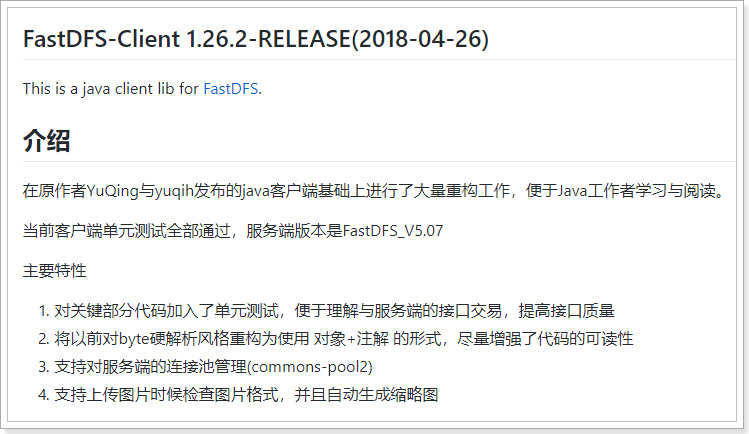 FastDFS-Client 1.26.2-RELEASE(2018-04-26)
This is a java client lib for FastDFS.
介绍
在原作者YuQing与yuqih发布的java客户端基础上进行了大量重构工作，便于Java工作者学习与阅读。
当前客户端单元测试全部通过，服务端版本是FastDFS_V5.07
主要特性
1. 对关键部分代码加入了单元测试，便于理解与服务端的接口交易，提高接口质量
2. 将以前对byte硬解析风格重构为使用 对象+注解 的形式，尽量增强了代码的可读性
3. 支持对服务端的连接池管理(commons-pool2)
4. 支持上传图片时候检查图片格式，并且自动生成缩略图